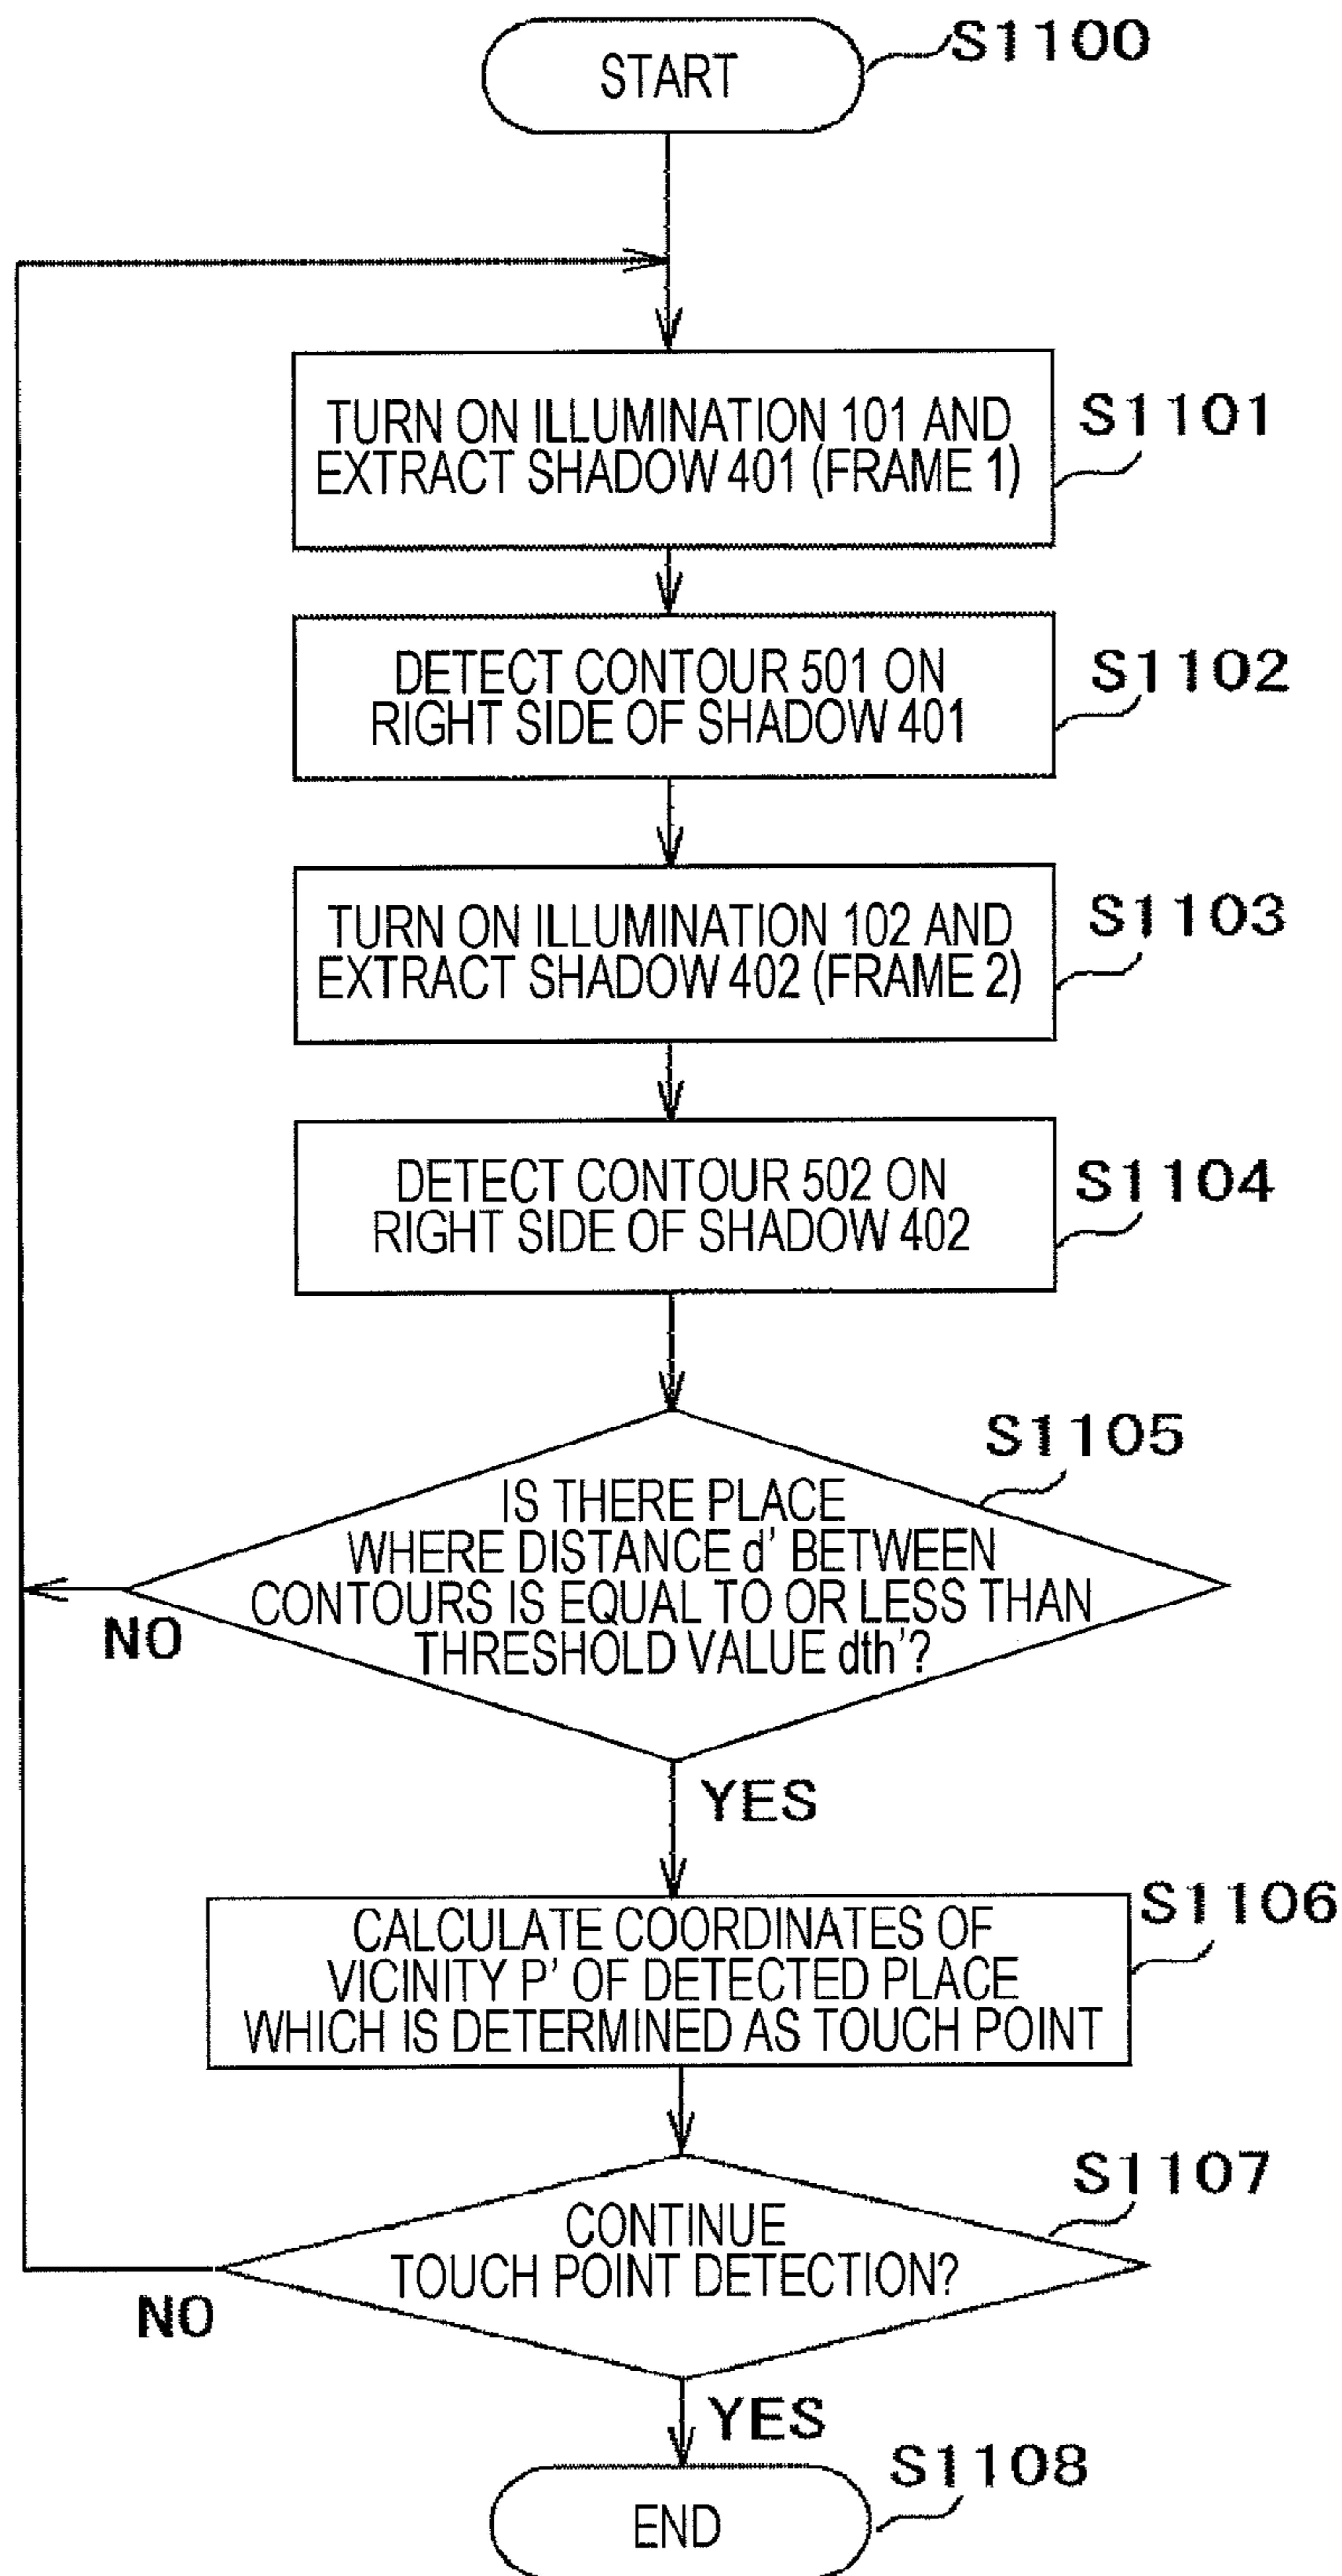 START
S1100
TURN ON ILLUMINATION 101 AND
EXTRACT SHADOW 401 (FRAME 1)
S1101
DETECT CONTOUR 501 ON
RIGHT SIDE OF SHADOW 401
S1102
TURN ON ILLUMINATION 102 AND
EXTRACT SHADOW 402 (FRAME 2)
S1103
DETECT CONTOUR 502 ON
RIGHT SIDE OF SHADOW 402
S1104
S1105
IS THERE PLACE
WHERE DISTANCE d' BETWEEN
CONTOURS IS EQUAL TO OR LESS THAN
THRESHOLD VALUE dth'?
NO
YES
CALCULATE COORDINATES OF
VICINITY P' OF DETECTED PLACE
WHICH IS DETERMINED AS TOUCH POINT
S1106
S1107
CONTINUE
TOUCH POINT DETECTION?
NO
YES
END
S1108